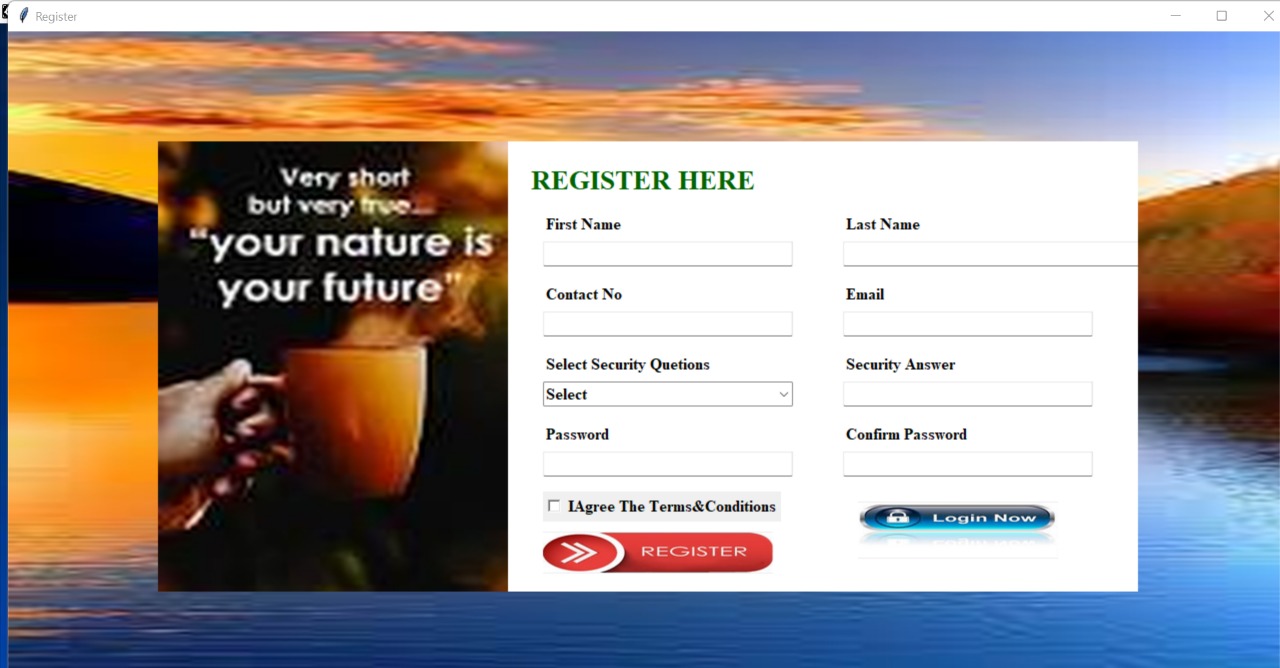 Register
Very short
but very true...
"your nature is
your future"
REGISTER HERE
First Name
Last Name
Contact No
Email
Select Security Quetions
Security Answer
Select
Password
Confirm Password
IAgree The Terms&Conditions
Login Now
REGISTER